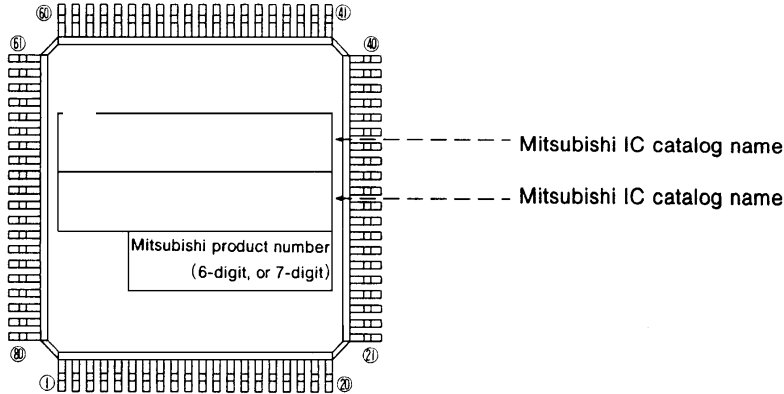 60 41
61 40
Mitsubishi IC catalog name
Mitsubishi IC catalog name
Mitsubishi product number
(6-digit, or 7-digit)
80 21
1 20